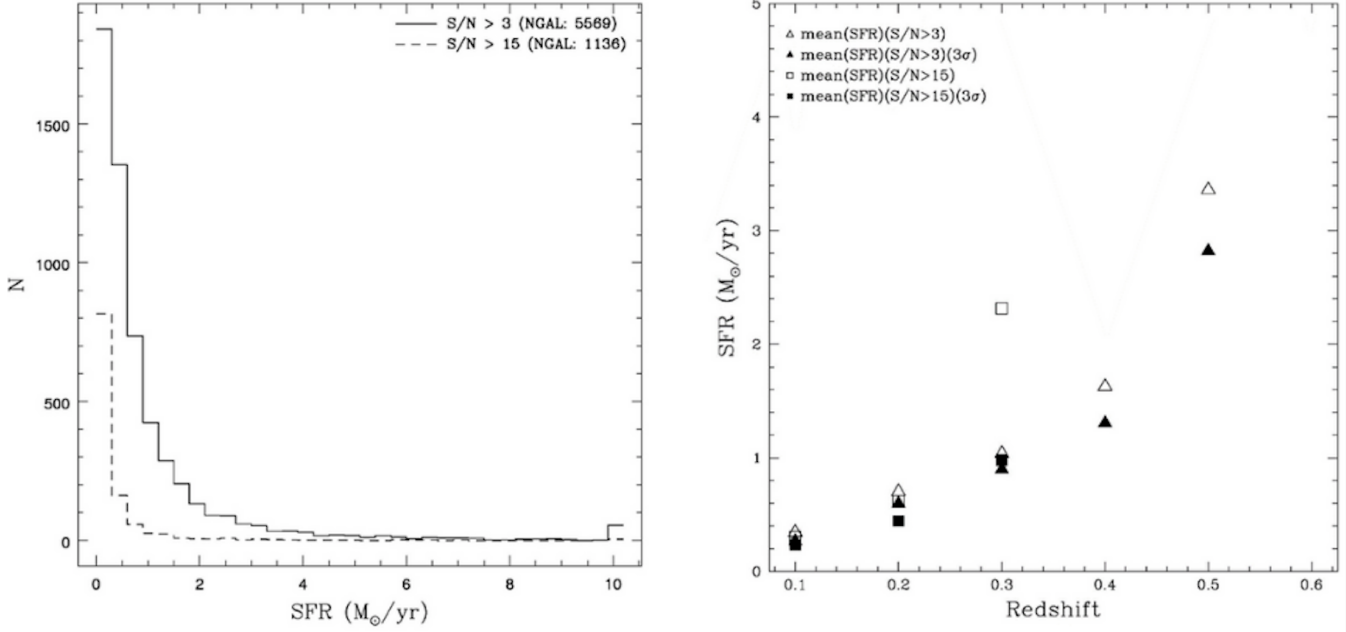 S/N > 3 (NGAL: 5569)
S/N > 15 (NGAL: 1136)
1500
1000
500
0
N
0
2
4
6
8
10
SFR (M⊙/yr)
mean(SFR)(S/N>3)
mean(SFR)(S/N>3)(3σ)
mean(SFR)(S/N>15)
mean(SFR)(S/N>15)(3σ)
5
4
3
2
1
0
SFR (M⊙/yr)
0.1
0.2
0.3
0.4
0.5
0.6
Redshift